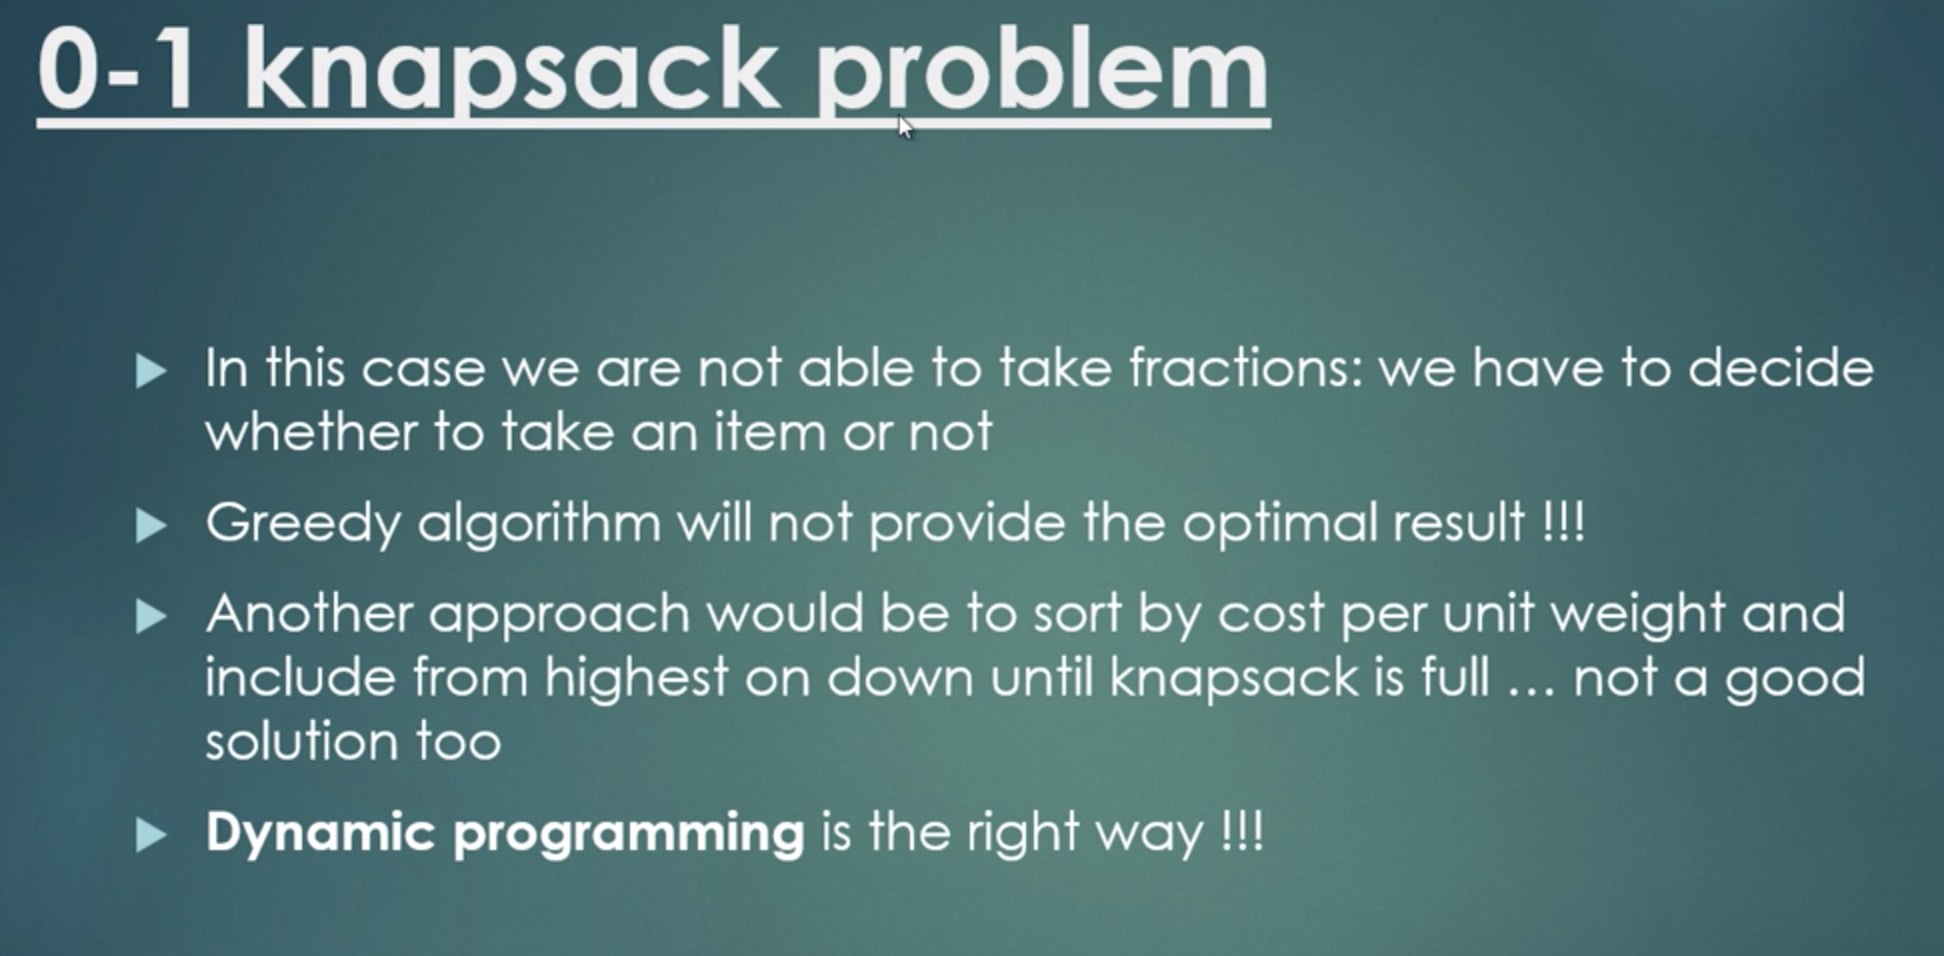 0-1 knapsack problem
In this case we are not able to take fractions: we have to decide
whether to take an item or not
Greedy algorithm will not provide the optimal result !!!
Another approach would be to sort by cost per unit weight and
include from highest on down until knapsack is full ... not a good
solution too
Dynamic programming is the right way !!!